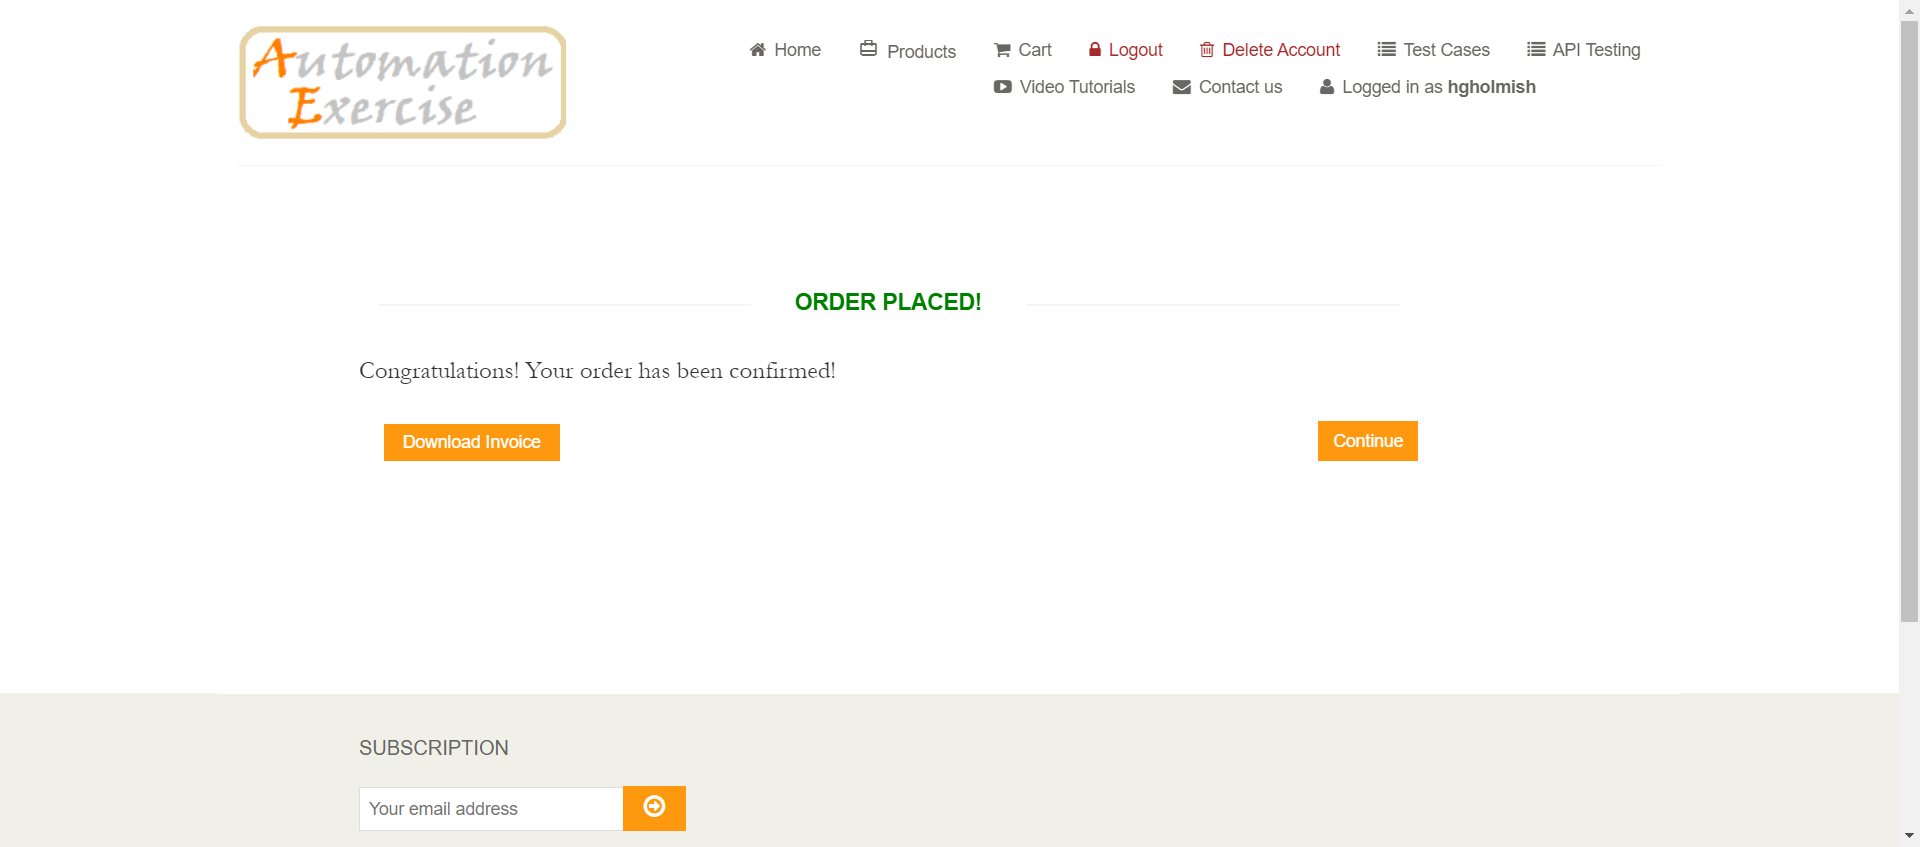 Automation
Exercise
Home Products Cart Logout Delete Account Test Cases API Testing
Video Tutorials Contact us Logged in as hgholmish
ORDER PLACED!
Congratulations! Your order has been confirmed!
Download Invoice Continue
SUBSCRIPTION
Your email address